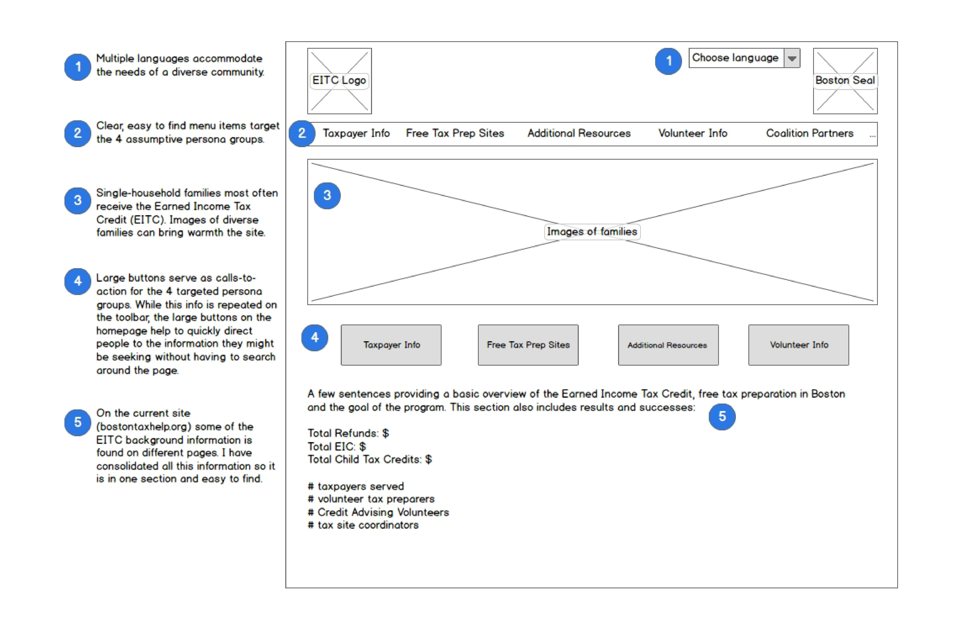 1
Multiple languages accommodate
the needs of a diverse community.
2
Clear, easy to find menu items target
the 4 assumptive persona groups.
3
Single-household families most often
receive the Earned Income Tax
Credit (EITC). Images of diverse
families can bring warmth the site.
4
Large buttons serve as calls-to-
action for the 4 targeted persona
groups. While this info is repeated on
the toolbar, the large buttons on the
homepage help to quickly direct
people to the information they might
be seeking without having to search
around the page.
5
On the current site
(bostontaxhelp.org) some of the
EITC background information is
found on different pages. I have
consolidated all this information so it
is in one section and easy to find.
EITC Logo
1
Choose language
Boston Seal
2 Taxpayer Info Free Tax Prep Sites Additional Resources Volunteer Info Coalition Partners ...
3
Images of families
4
Taxpayer Info Free Tax Prep Sites Additional Resources Volunteer Info
A few sentences providing a basic overview of the Earned Income Tax Credit, free tax preparation in Boston
and the goal of the program. This section also includes results and successes:
5
Total Refunds: $
Total EIC: $
Total Child Tax Credits: $
# taxpayers served
# volunteer tax preparers
# Credit Advising Volunteers
# tax site coordinators